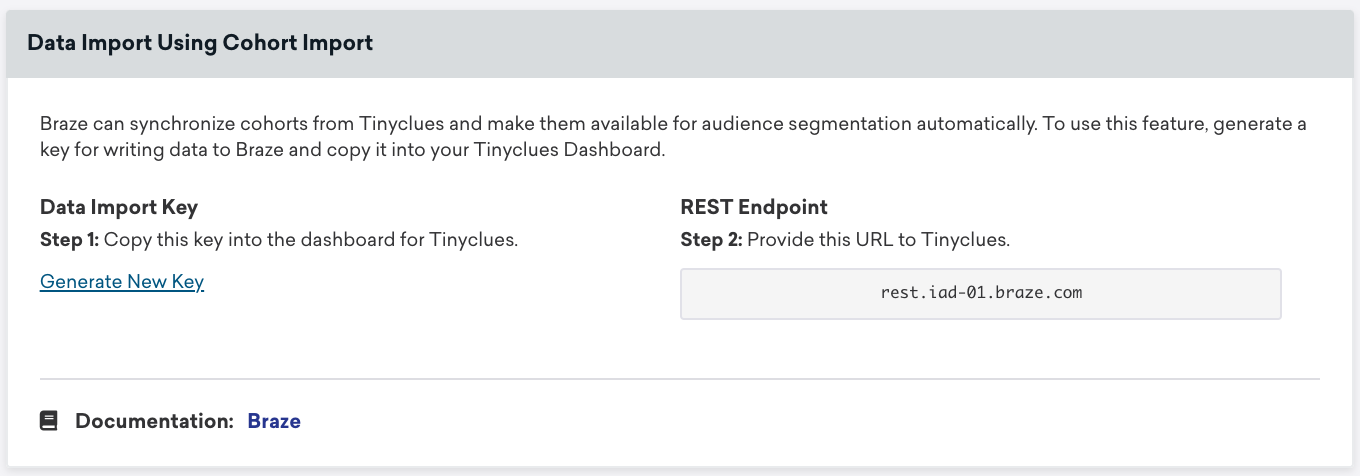 Data Import Using Cohort Import
Braze can synchronize cohorts from Tinyclues and make them available for audience segmentation automatically. To use this feature, generate a
key for writing data to Braze and copy it into your Tinyclues Dashboard.
Data Import Key
Step 1: Copy this key into the dashboard for Tinyclues.
Generate New Key
REST Endpoint
Step 2: Provide this URL to Tinyclues.
rest.iad-01.braze.com
Documentation: Braze